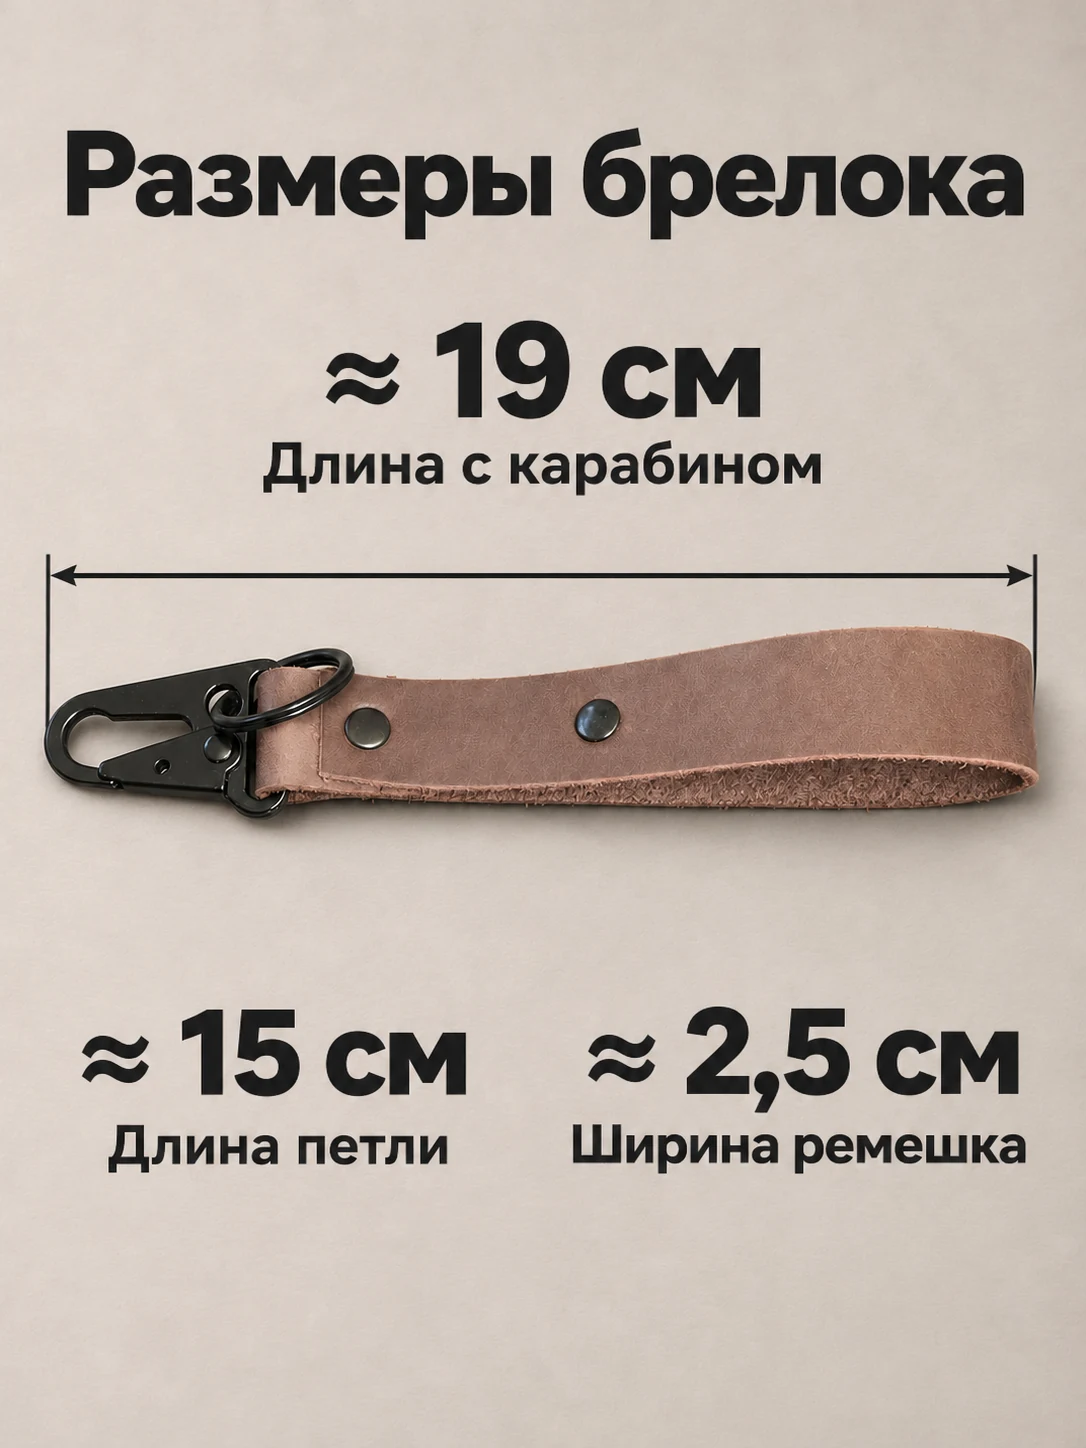 Размеры брелока
≈ 19 см
Длина с карабином
≈ 15 см
Длина петли
≈ 2,5 см
Ширина ремешка